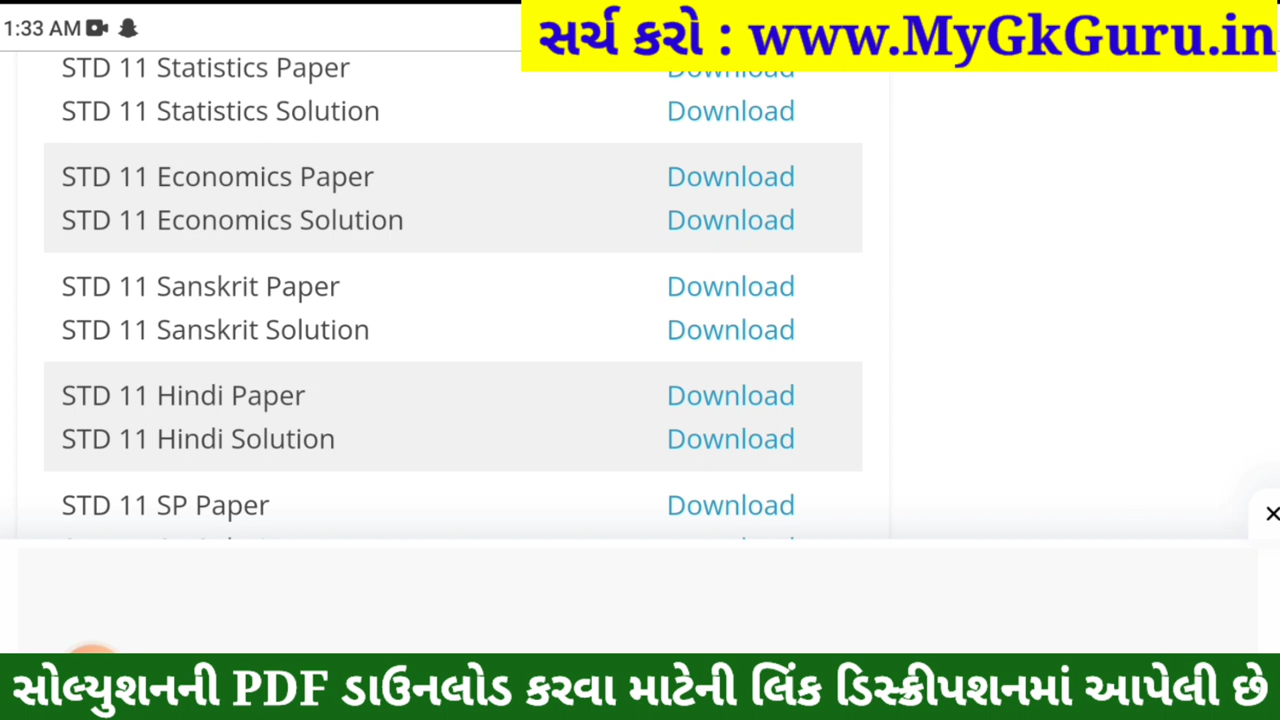 1:33 AM
સર્ચ કરો : www.MyGkGuru.in
STD 11 Statistics Paper Download
STD 11 Statistics Solution Download
STD 11 Economics Paper Download
STD 11 Economics Solution Download
STD 11 Sanskrit Paper Download
STD 11 Sanskrit Solution Download
STD 11 Hindi Paper Download
STD 11 Hindi Solution Download
STD 11 SP Paper Download
સોલ્યુશનની PDF ડાઉનલોડ કરવા માટેની લિંક ડિસ્ક્રીપશનમાં આપેલી છે